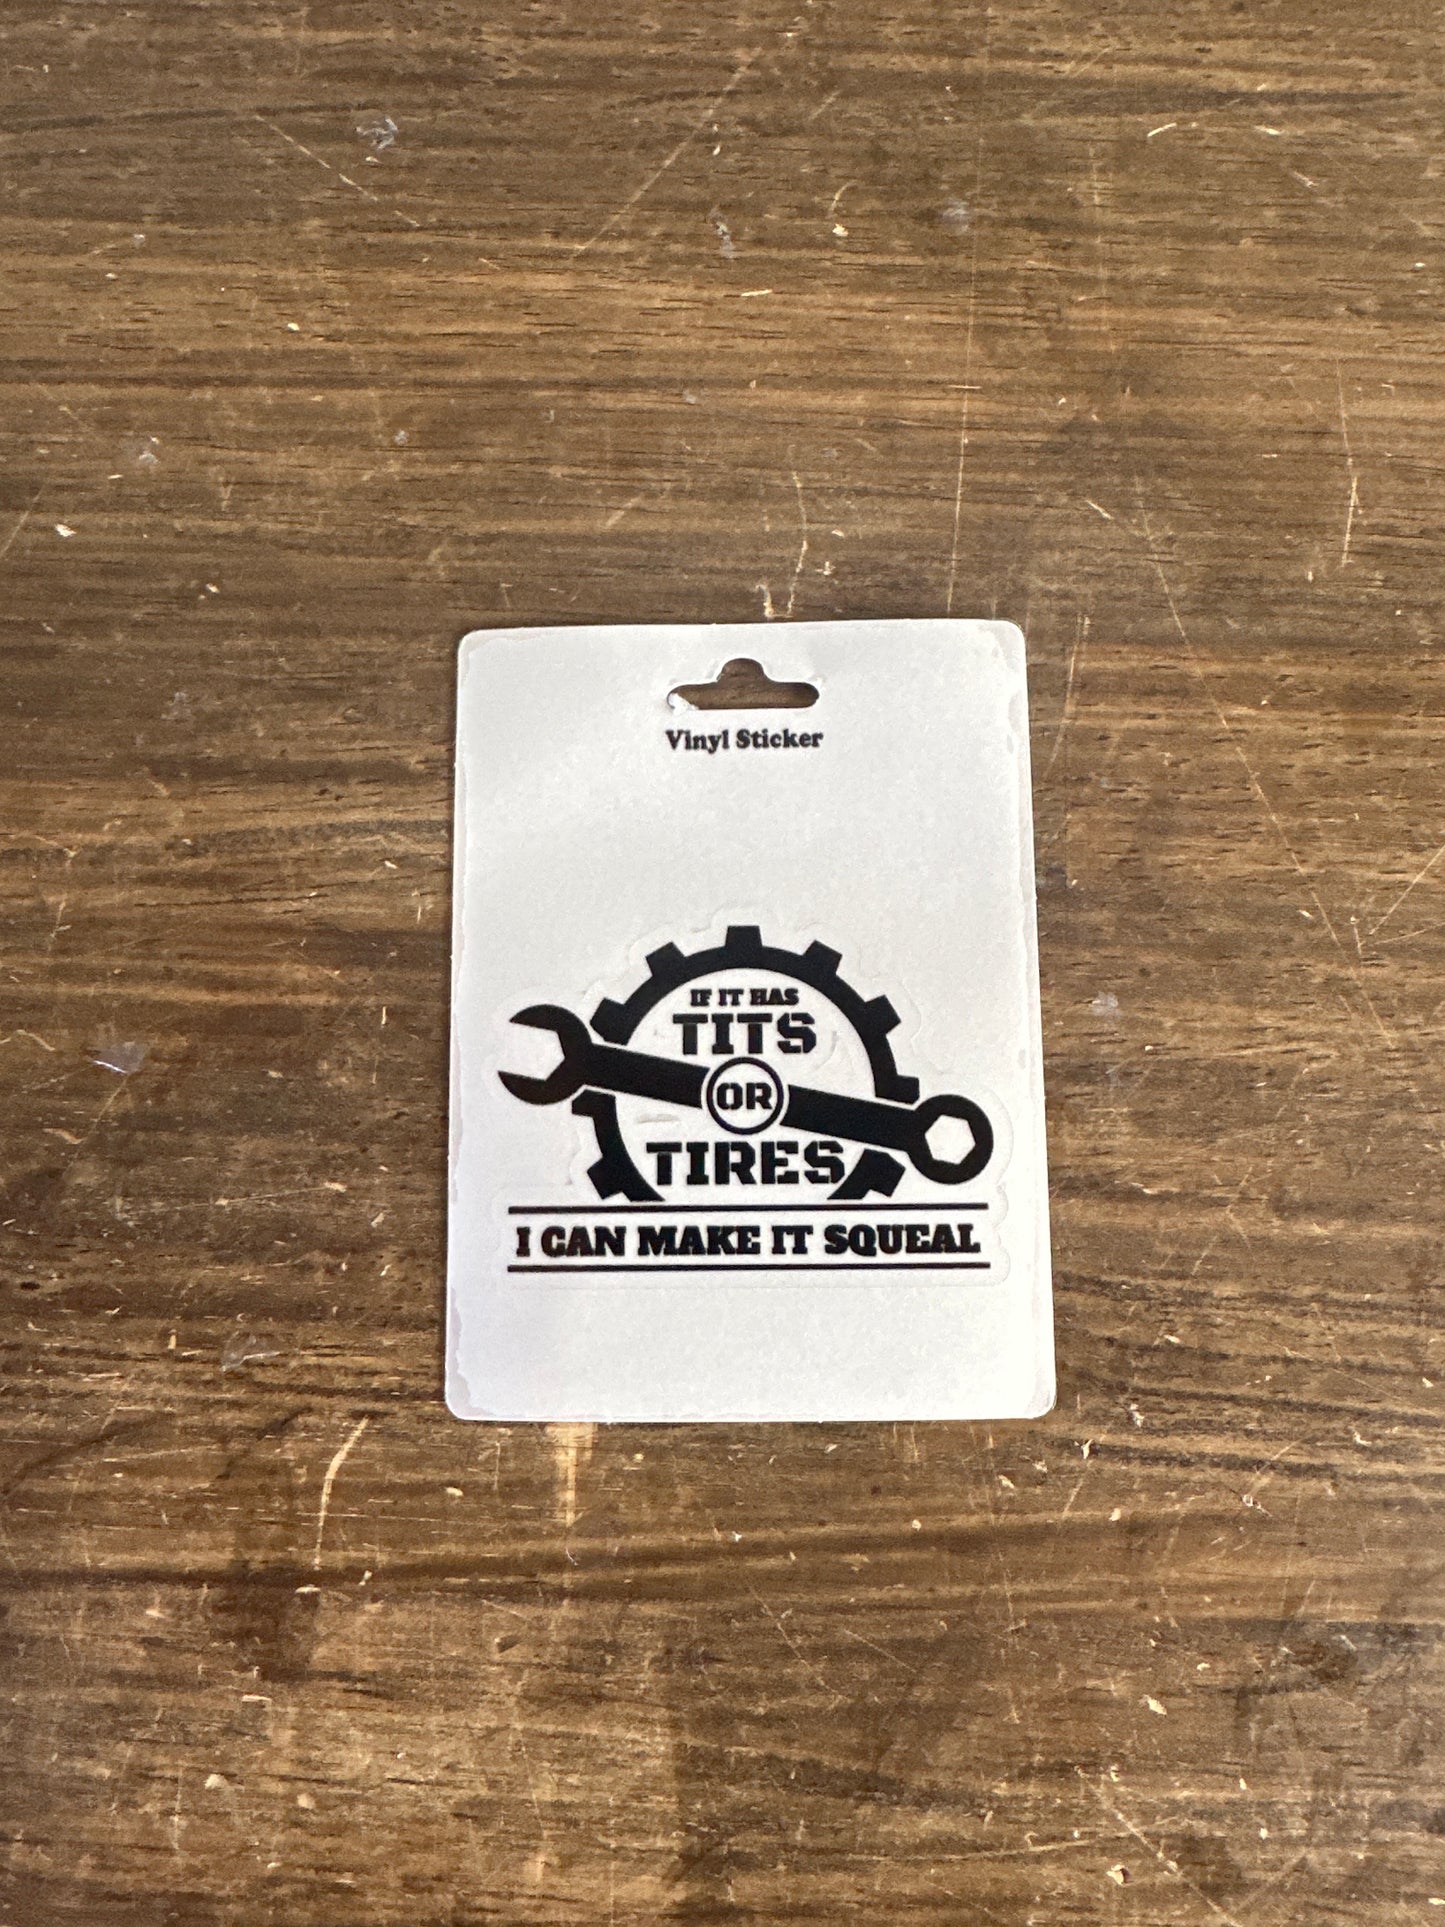 Vinyl Sticker
IF IT HAS
TITS
OR
TIRES
I CAN MAKE IT SQUEAL